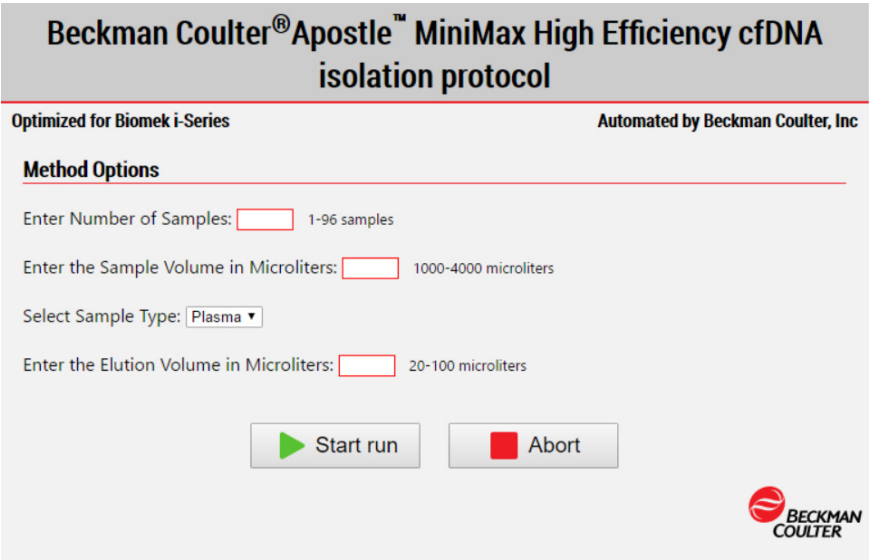 Beckman Coulter®Apostle™ MiniMax High Efficiency cfDNA
isolation protocol
Optimized for Biomek i-Series
Automated by Beckman Coulter, Inc
Method Options
Enter Number of Samples: 1-96 samples
Enter the Sample Volume in Microliters: 1000-4000 microliters
Select Sample Type: Plasma ▼
Enter the Elution Volume in Microliters: 20-100 microliters
Start run
Abort
BECKMAN
COULTER